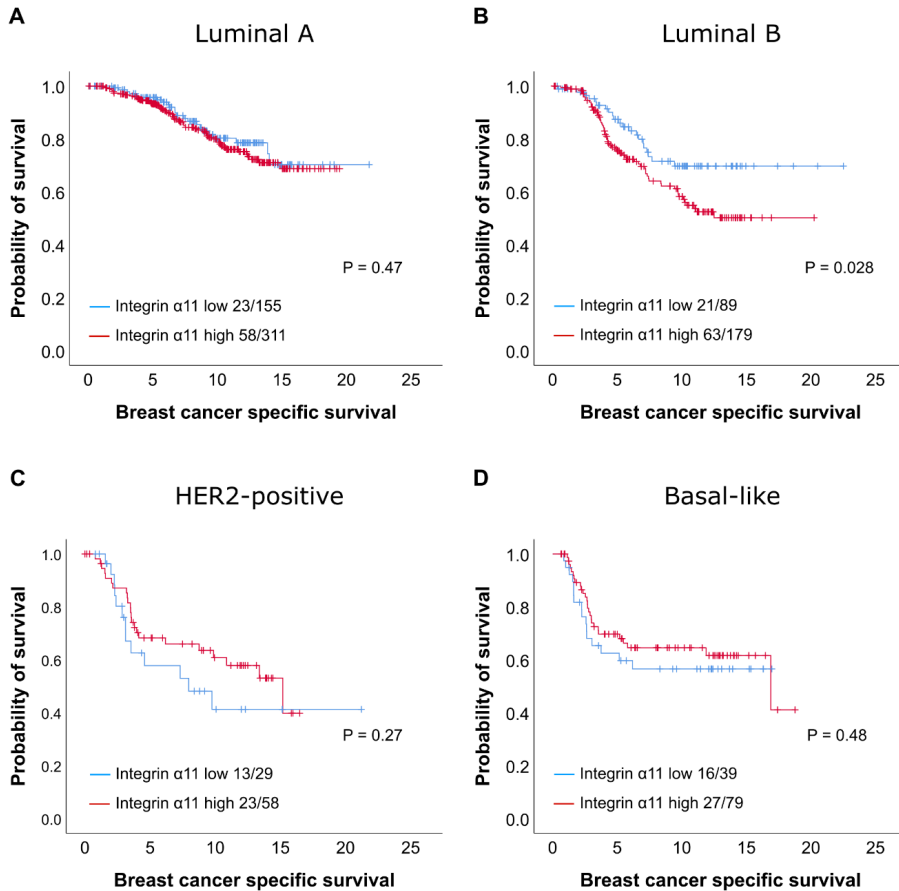 A
Luminal A
Probability of survival
1.0
0.8
0.6
0.4
0.2
0.0
P = 0.47
Integrin α11 low 23/155
Integrin α11 high 58/311
0 5 10 15 20 25
Breast cancer specific survival
B
Luminal B
Probability of survival
1.0
0.8
0.6
0.4
0.2
0.0
P = 0.028
Integrin α11 low 21/89
Integrin α11 high 63/179
0 5 10 15 20 25
Breast cancer specific survival
C
HER2-positive
Probability of survival
1.0
0.8
0.6
0.4
0.2
0.0
P = 0.27
Integrin α11 low 13/29
Integrin α11 high 23/58
0 5 10 15 20 25
Breast cancer specific survival
D
Basal-like
Probability of survival
1.0
0.8
0.6
0.4
0.2
0.0
P = 0.48
Integrin α11 low 16/39
Integrin α11 high 27/79
0 5 10 15 20 25
Breast cancer specific survival